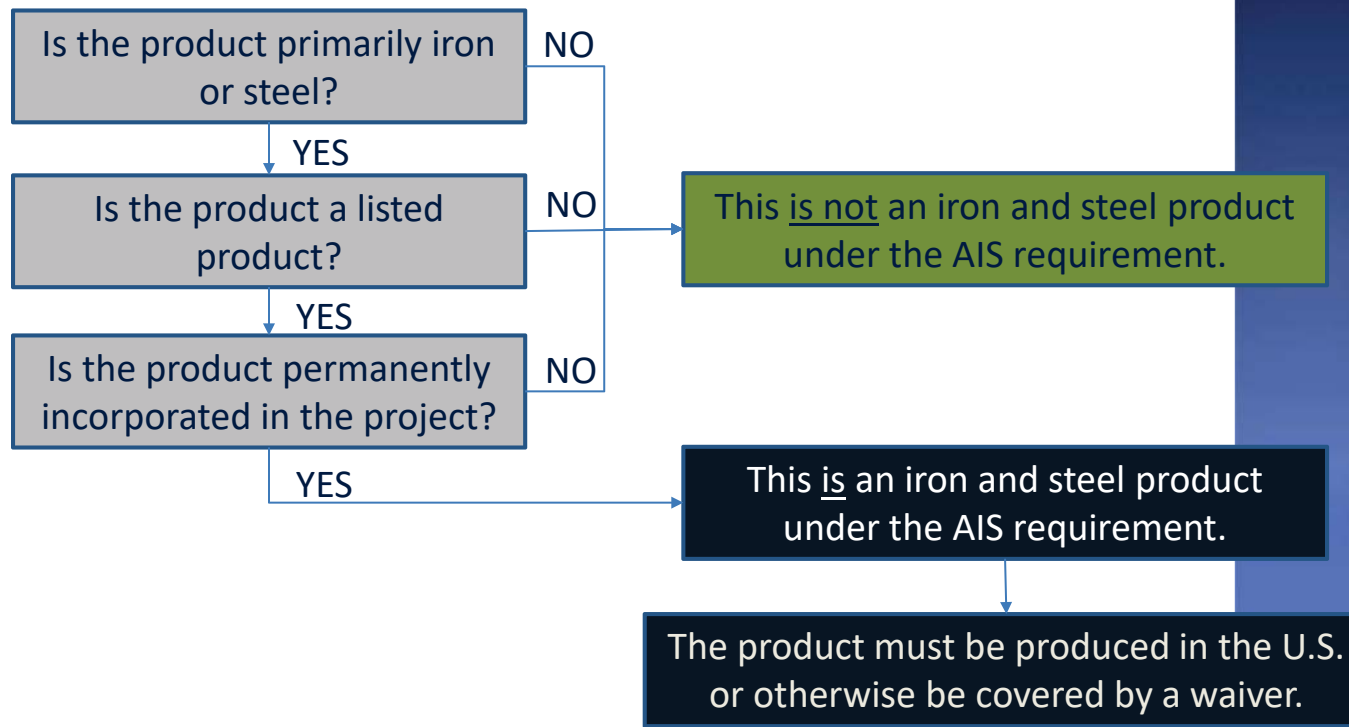 Is the product primarily iron
or steel?
NO
YES
Is the product a listed
product?
NO
This is not an iron and steel product
under the AIS requirement.
YES
Is the product permanently
incorporated in the project?
NO
YES
This is an iron and steel product
under the AIS requirement.
The product must be produced in the U.S.
or otherwise be covered by a waiver.